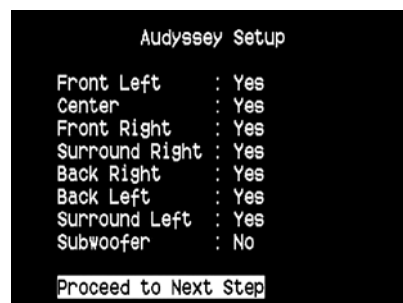 Audyssey Setup
Front Left : Yes
Center : Yes
Front Right : Yes
Surround Right : Yes
Back Right : Yes
Back Left : Yes
Surround Left : Yes
Subwoofer : No
Proceed to Next Step